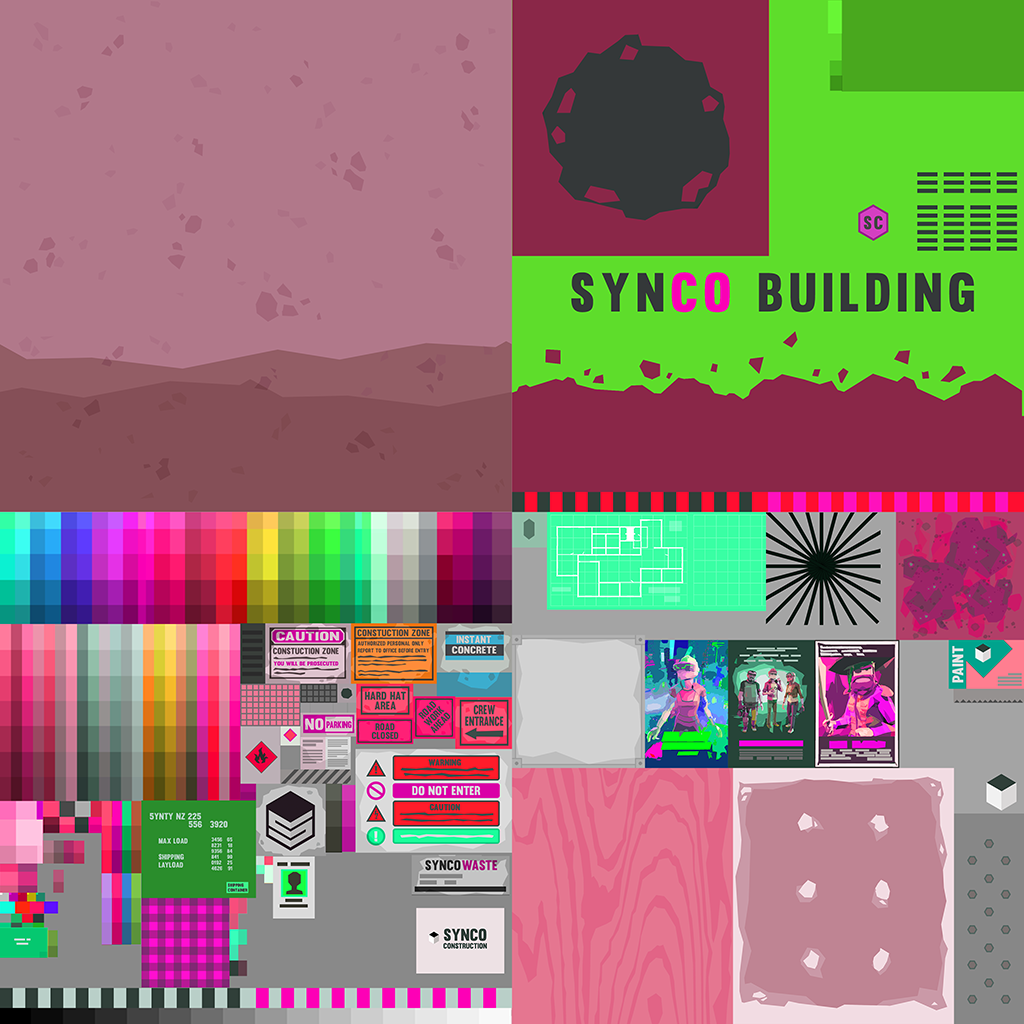 SC
SYNCO BUILDING
CAUTION
CONSTUCTION ZONE
YOU WILL BE PROSECUTED
CONSTUCTION ZONE
AUTHORIZED PERSONAL ONLY
REPORT TO OFFICE BEFORE ENTRY
INSTANT
CONCRETE
HARD HAT
AREA
ROAD
CLOSED
ROAD
WORK
AHEAD
CREW
ENTRANCE
NO PARKING
WARNING
DO NOT ENTER
CAUTION
PAINT
5YNTY NZ 225
556 3920
MAX LOAD
SHIPPING
LAYLOAD
SHIPPING
CONTAINER
SYNCOWASTE
SYNCO
CONSTRUCTION